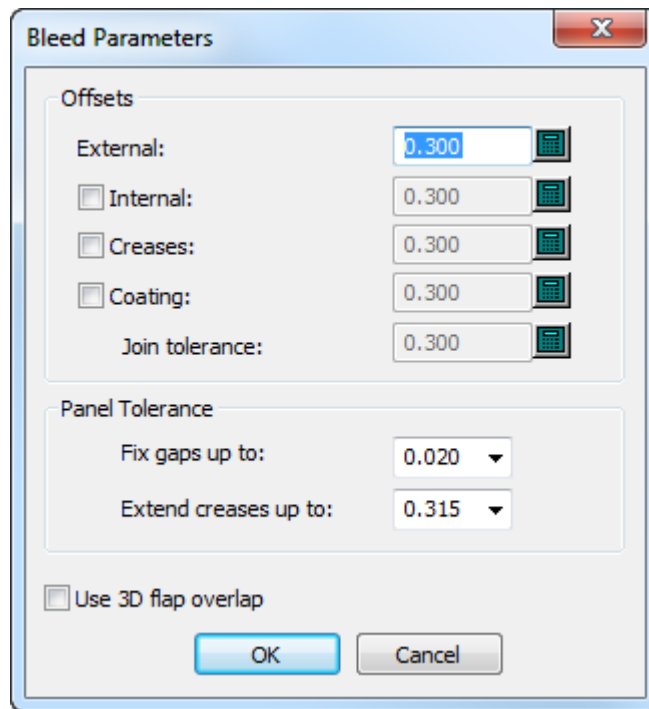 Bleed Parameters
Offsets
External: 0.300
Internal: 0.300
Creases: 0.300
Coating: 0.300
Join tolerance: 0.300
Panel Tolerance
Fix gaps up to: 0.020
Extend creases up to: 0.315
Use 3D flap overlap
OK Cancel